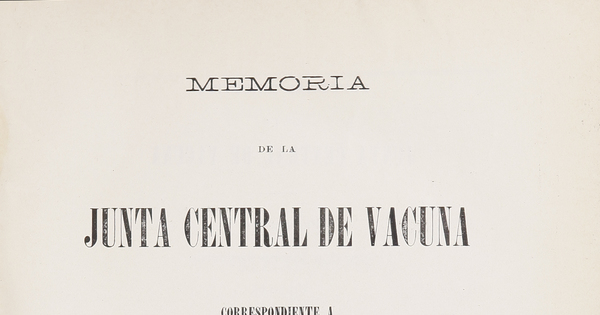 MEMORIA
DE LA
JUNTA CENTRAL DE VACUNA
CORRESPONDIENTE A